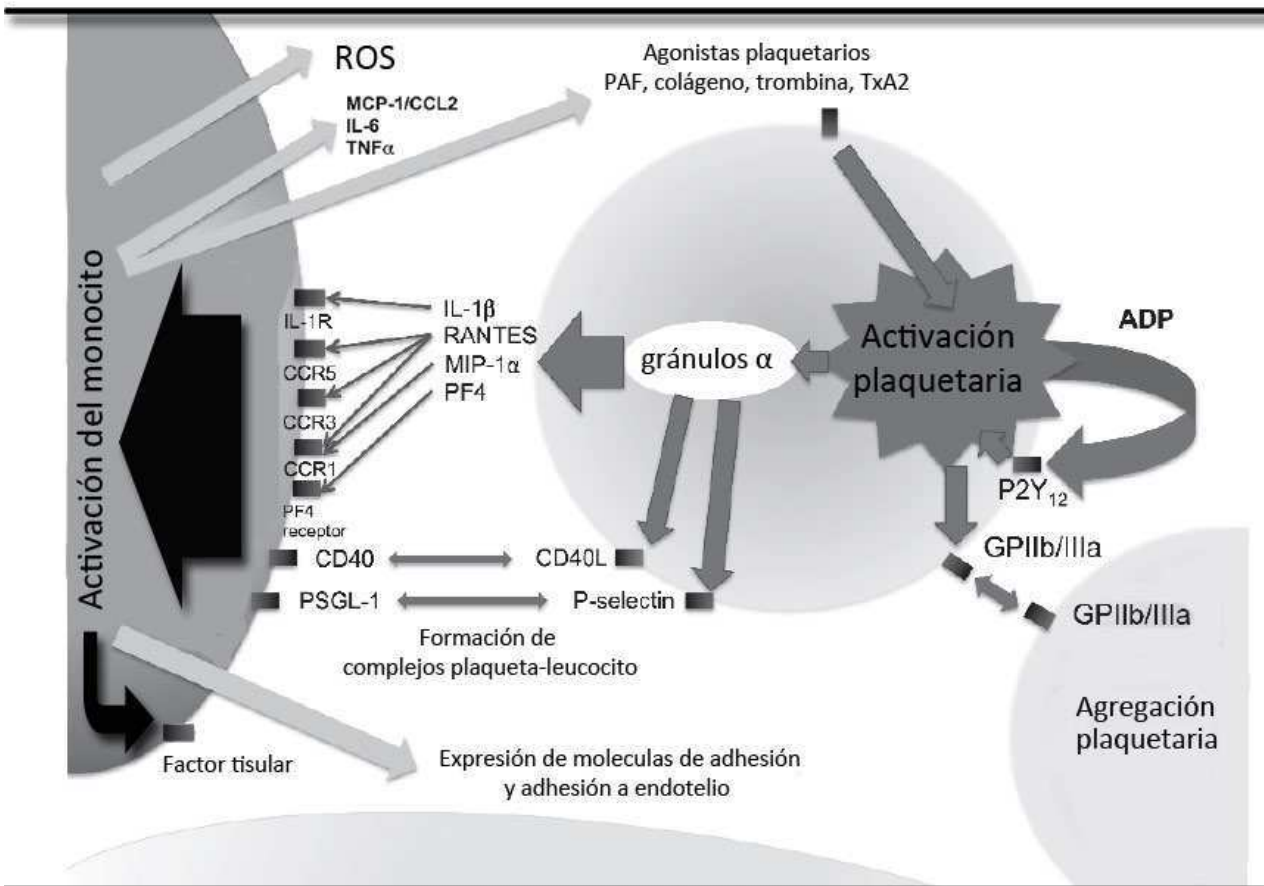 ROS
MCP-1/CCL2
IL-6
TNFα
Agonistas plaquetarios
PAF, colágeno, trombina, TxA2
Activación del monocito
IL-1R
CCR5
CCR3
CCR1
PF4
receptor
IL-1β
RANTES
MIP-1α
PF4
gránulos α
Activación
plaquetaria
ADP
P2Y₁₂
GPIIb/IIIa
GPIIb/IIIa
CD40
CD40L
PSGL-1
P-selectin
Formación de
complejos plaqueta-leucocito
Agregación
plaquetaria
Factor tisular
Expresión de moleculas de adhesión
y adhesión a endotelio